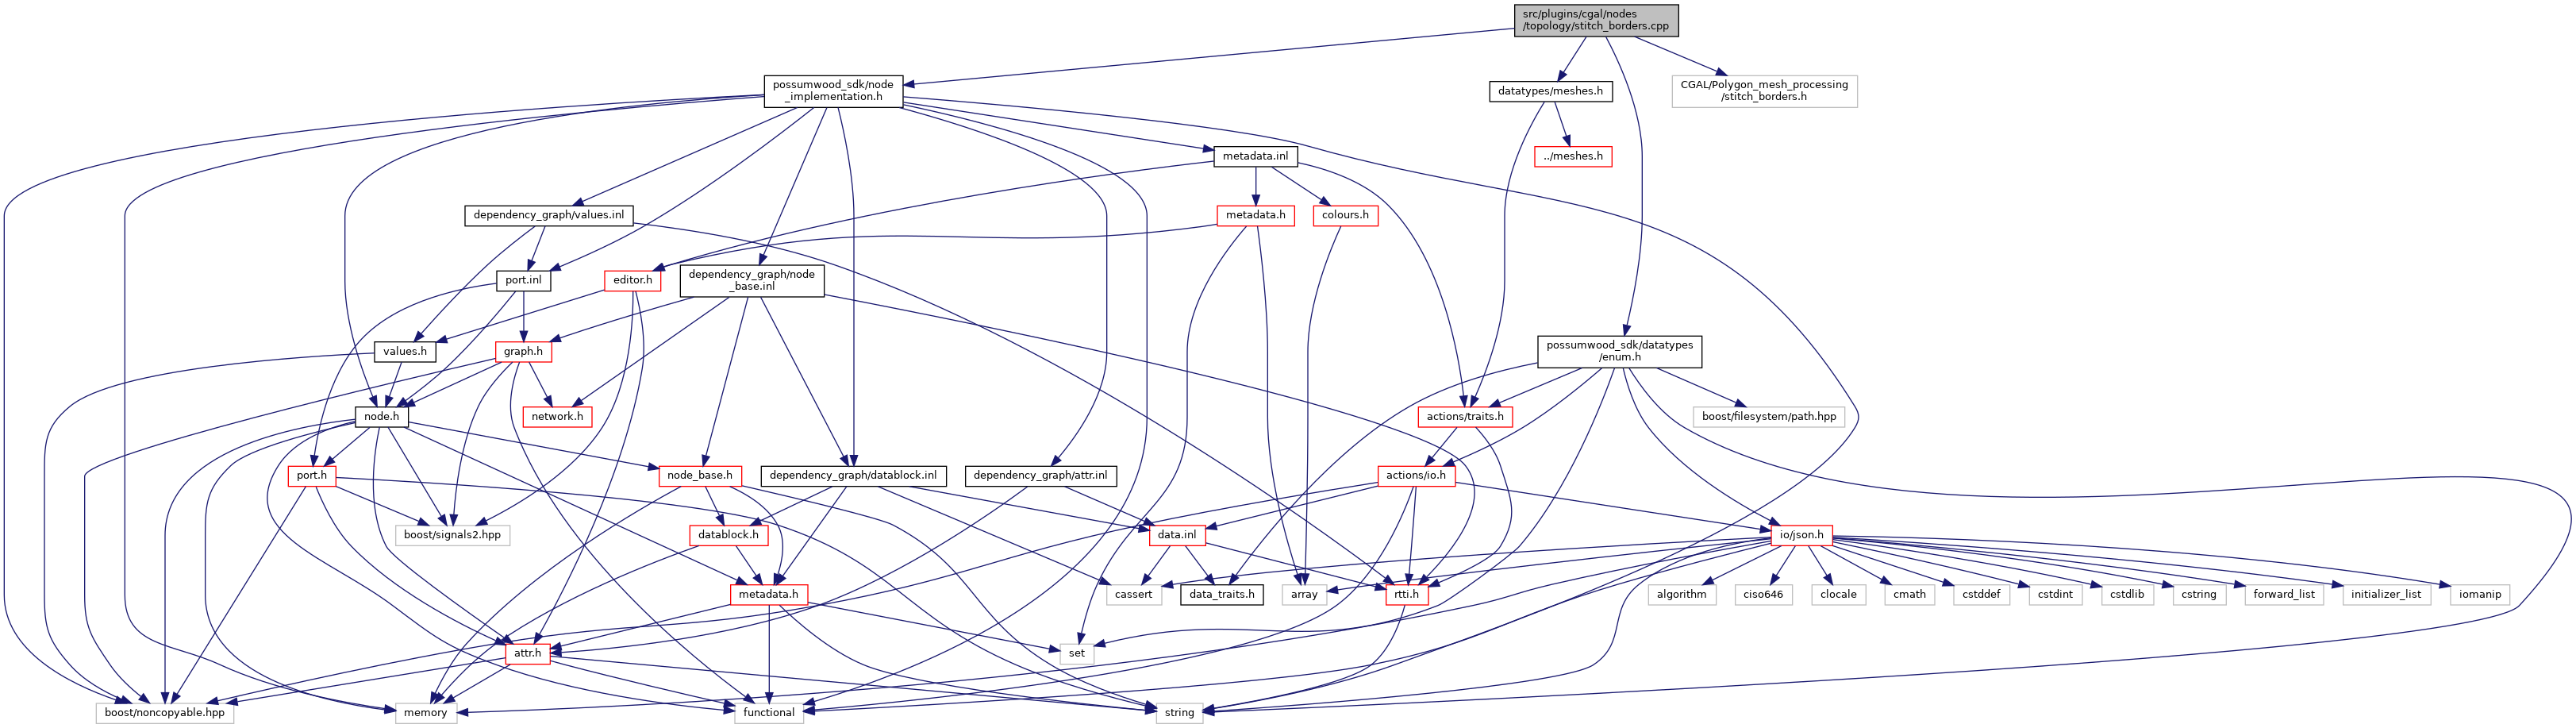 src/plugins/cgal/nodes
/topology/stitch_borders.cpp
possumwood_sdk/node
_implementation.h
datatypes/meshes.h
CGAL/Polygon_mesh_processing
/stitch_borders.h
metadata.inl
../meshes.h
dependency_graph/values.inl
metadata.h
colours.h
port.inl
editor.h
dependency_graph/node
_base.inl
values.h
graph.h
possumwood_sdk/datatypes
/enum.h
node.h
network.h
actions/traits.h
boost/filesystem/path.hpp
port.h
node_base.h
dependency_graph/datablock.inl
dependency_graph/attr.inl
actions/io.h
boost/signals2.hpp
datablock.h
data.inl
io/json.h
metadata.h
cassert
data_traits.h
array
rtti.h
algorithm
ciso646
clocale
cmath
cstddef
cstdint
cstdlib
cstring
forward_list
initializer_list
iomanip
attr.h
set
boost/noncopyable.hpp
memory
functional
string